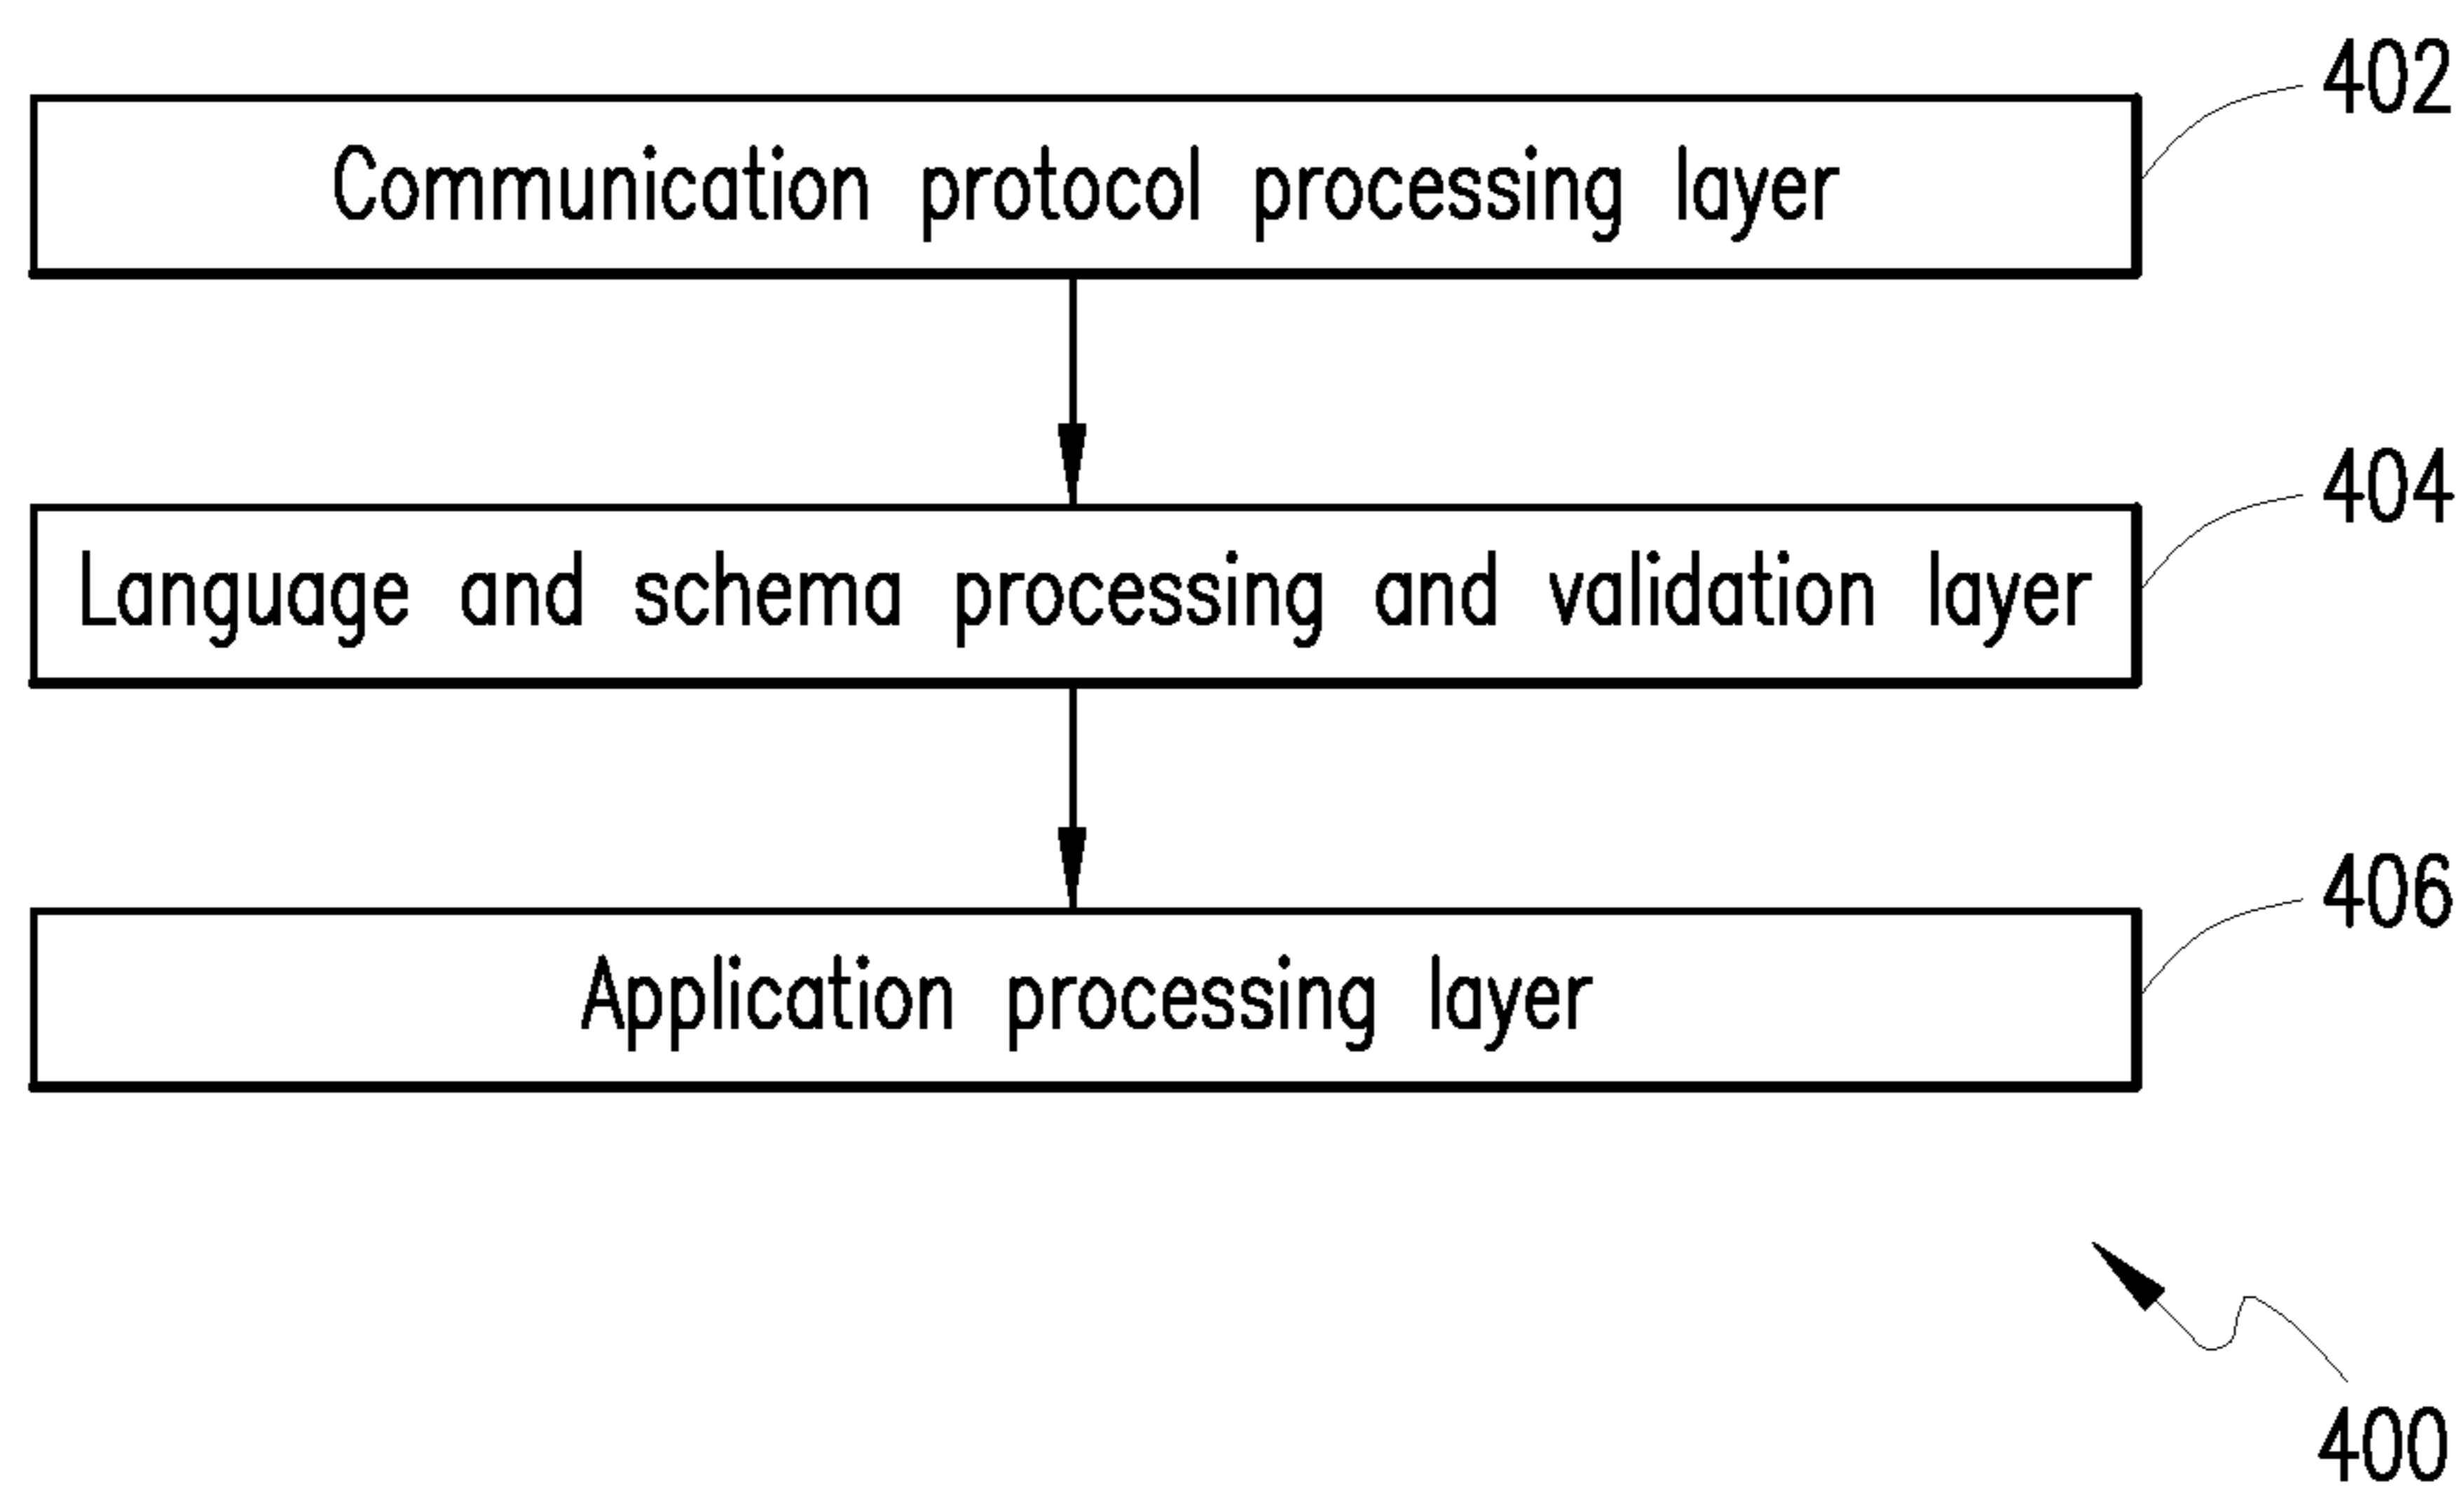 402
Communication protocol processing layer
404
Language and schema processing and validation layer
406
Application processing layer
400